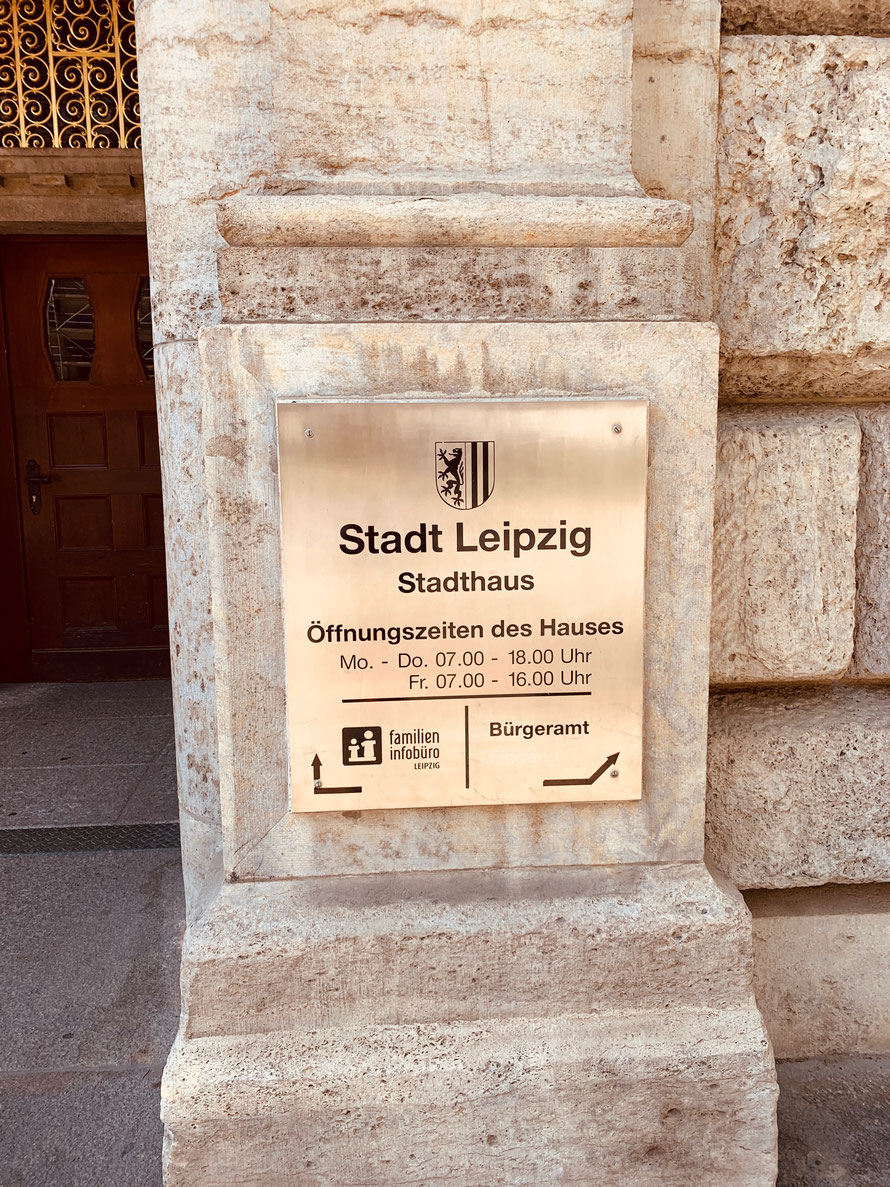 Stadt Leipzig
Stadthaus
Öffnungszeiten des Hauses
Mo. - Do. 07.00 - 18.00 Uhr
Fr. 07.00 - 16.00 Uhr
familien
infobüro
LEIPZIG
Bürgeramt